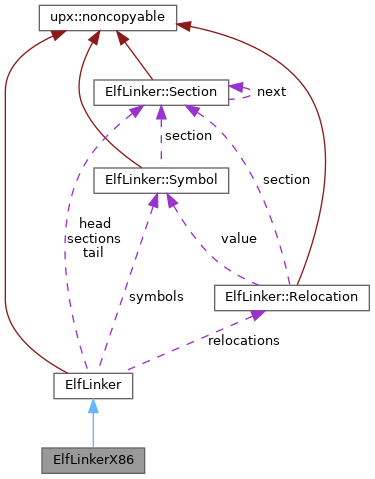 upx::noncopyable
ElfLinker::Section
next
section
ElfLinker::Symbol
section
head
sections
tail
value
symbols
ElfLinker::Relocation
relocations
ElfLinker
ElfLinkerX86